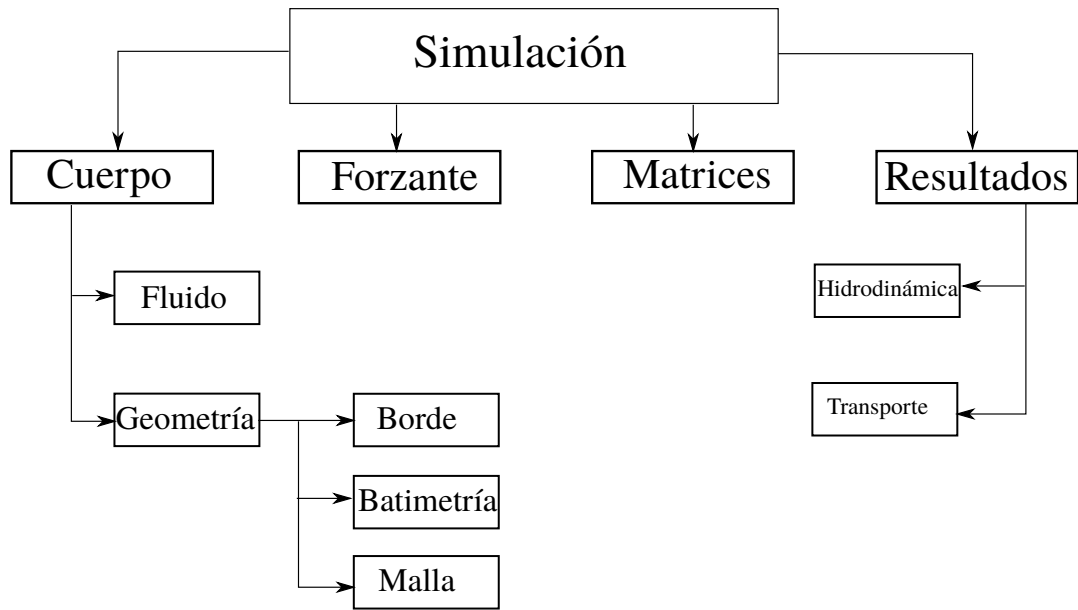 Simulación
Cuerpo
Forzante
Matrices
Resultados
Fluido
Hidrodinámica
Geometría
Borde
Transporte
Batimetría
Malla